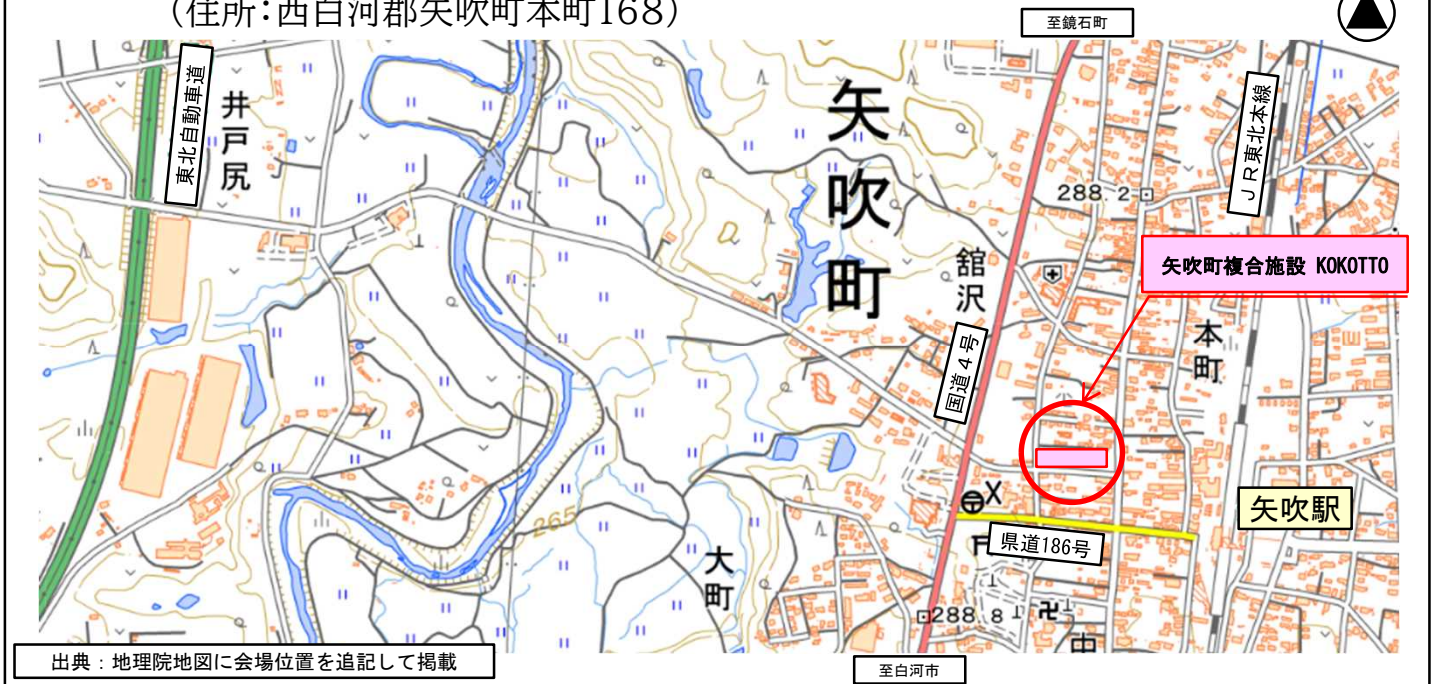 （住所：西白河郡矢吹町本町168）
至鏡石町
東北自動車道
井戸尻
矢吹町
舘沢
国道4号
288.2
JR東北本線
矢吹町複合施設 KOKOTTO
本町
矢吹駅
県道186号
265
大町
288.8
中
出典：地理院地図に会場位置を追記して掲載
至白河市